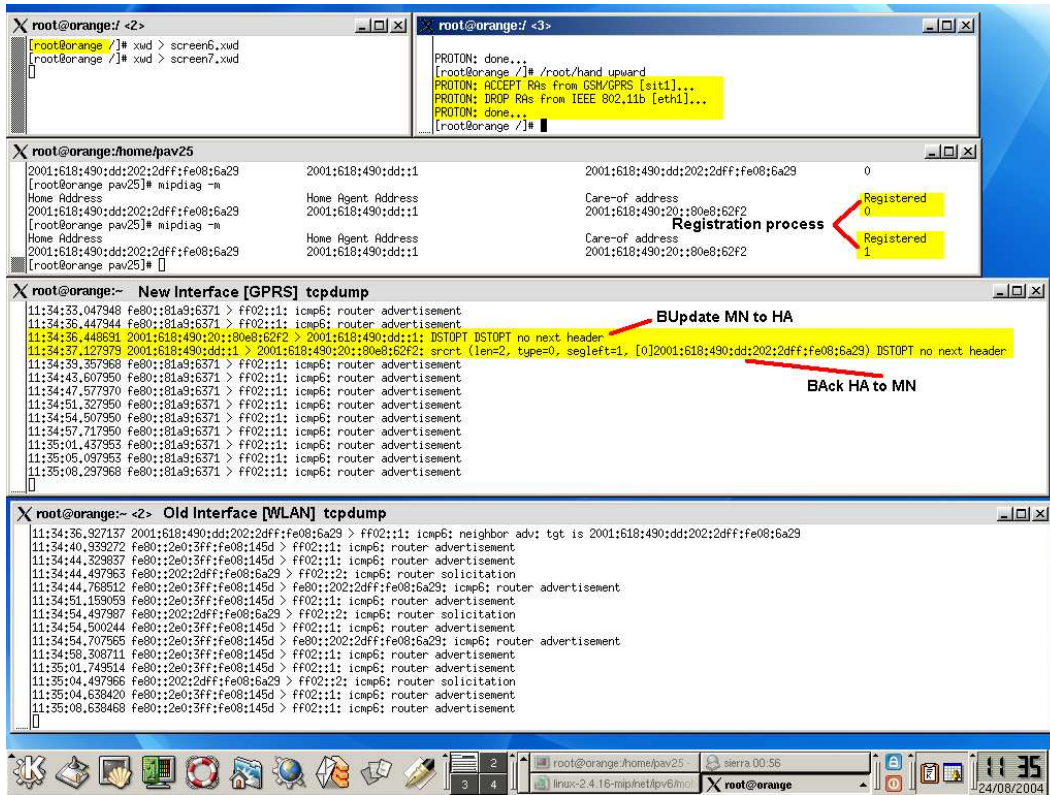 root@orange:/ <2>
[root@orange /]# xwd > screen6.xwd
[root@orange /]# xwd > screen7.xwd
root@orange:/ <3>
PROTON: done...
[root@orange /]# /root/hand upward
PROTON: ACCEPT RAs from GSM/GPRS [sit1]...
PROTON: DROP RAs from IEEE 802.11b [eth1]...
PROTON: done...
[root@orange /]#
root@orange:/home/pav25
2001:618:490:dd:202:2dff:fe08:6a29 2001:618:490:dd::1 2001:618:490:dd:202:2dff:fe08:6a29 0
[root@orange pav25]# mipdiag -m
Home Address Home Agent Address Care-of address Registered
2001:618:490:dd:202:2dff:fe08:6a29 2001:618:490:dd::1 2001:618:490:20::80e8:62f2 0
Registration process
[root@orange pav25]# mipdiag -m
Home Address Home Agent Address Care-of address Registered
2001:618:490:dd:202:2dff:fe08:6a29 2001:618:490:dd::1 2001:618:490:20::80e8:62f2 1
[root@orange pav25]#
root@orange:~ New Interface [GPRS] tcpdump
11:34:33.047948 fe80::81a9:6371 > ff02::1: icmp6: router advertisement
11:34:36.447944 fe80::81a9:6371 > ff02::1: icmp6: router advertisement
BUpdate MN to HA
11:34:36.448691 2001:618:490:20::80e8:62f2 > 2001:618:490:dd::1: DSTOPT DSTOPT no next header
11:34:37.127979 2001:618:490:dd::1 > 2001:618:490:20::80e8:62f2: srcrt (len=2, type=0, segleft=1, [0]2001:618:490:dd:202:2dff:fe08:6a29) DSTOPT no next header
11:34:39.357968 fe80::81a9:6371 > ff02::1: icmp6: router advertisement
BAck HA to MN
11:34:43.607950 fe80::81a9:6371 > ff02::1: icmp6: router advertisement
11:34:47.577970 fe80::81a9:6371 > ff02::1: icmp6: router advertisement
11:34:51.327950 fe80::81a9:6371 > ff02::1: icmp6: router advertisement
11:34:54.507950 fe80::81a9:6371 > ff02::1: icmp6: router advertisement
11:34:57.717950 fe80::81a9:6371 > ff02::1: icmp6: router advertisement
11:35:01.437953 fe80::81a9:6371 > ff02::1: icmp6: router advertisement
11:35:05.097953 fe80::81a9:6371 > ff02::1: icmp6: router advertisement
11:35:08.297968 fe80::81a9:6371 > ff02::1: icmp6: router advertisement
root@orange:~ <2> Old Interface [WLAN] tcpdump
11:34:36.927137 2001:618:490:dd:202:2dff:fe08:6a29 > ff02::1: icmp6: neighbor adv: tgt is 2001:618:490:dd:202:2dff:fe08:6a29
11:34:40.939272 fe80::2e0:3ff:fe08:145d > ff02::1: icmp6: router advertisement
11:34:44.329837 fe80::2e0:3ff:fe08:145d > ff02::1: icmp6: router advertisement
11:34:44.497963 fe80::202:2dff:fe08:6a29 > ff02::2: icmp6: router solicitation
11:34:44.768512 fe80::2e0:3ff:fe08:145d > fe80::202:2dff:fe08:6a29: icmp6: router advertisement
11:34:51.159059 fe80::2e0:3ff:fe08:145d > ff02::1: icmp6: router advertisement
11:34:54.497987 fe80::202:2dff:fe08:6a29 > ff02::2: icmp6: router solicitation
11:34:54.500244 fe80::2e0:3ff:fe08:145d > ff02::1: icmp6: router advertisement
11:34:54.707565 fe80::2e0:3ff:fe08:145d > fe80::202:2dff:fe08:6a29: icmp6: router advertisement
11:34:58.308711 fe80::2e0:3ff:fe08:145d > ff02::1: icmp6: router advertisement
11:35:01.749514 fe80::2e0:3ff:fe08:145d > ff02::1: icmp6: router advertisement
11:35:04.497966 fe80::202:2dff:fe08:6a29 > ff02::2: icmp6: router solicitation
11:35:04.638420 fe80::2e0:3ff:fe08:145d > ff02::1: icmp6: router advertisement
11:35:08.638468 fe80::2e0:3ff:fe08:145d > ff02::1: icmp6: router advertisement
2
3 4
root@orange:/home/pav25 -
sierra 00:56
linux-2.4.16-mip/net/ipv6/mo
root@orange
11 35
24/08/2004